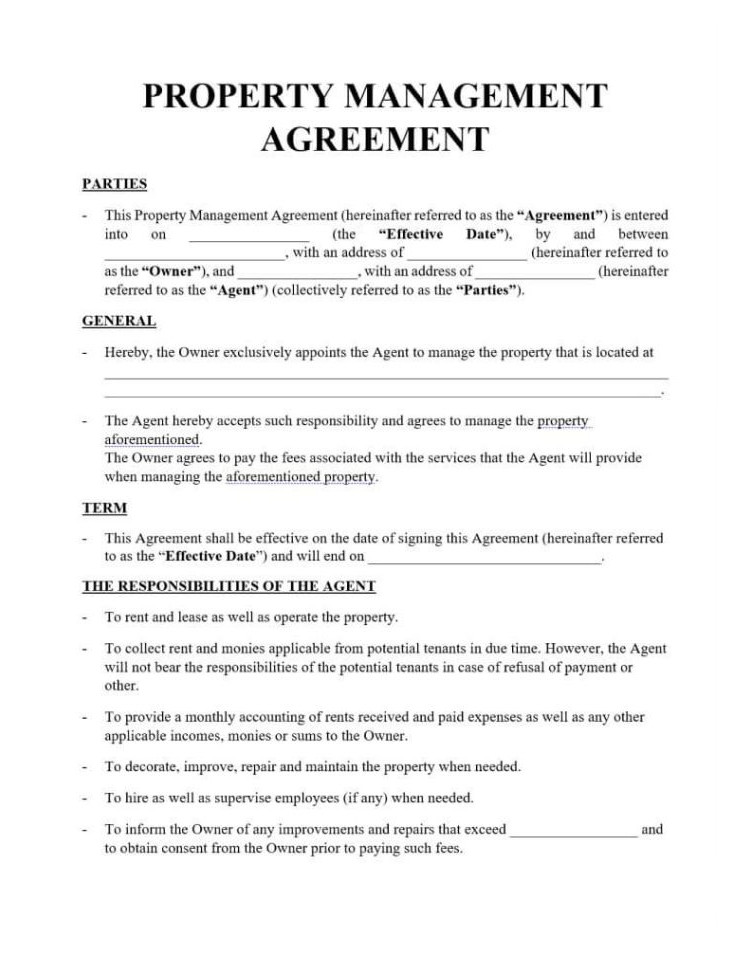 PROPERTY MANAGEMENT
AGREEMENT
PARTIES
- This Property Management Agreement (hereinafter referred to as the “Agreement”) is entered
into on ________________ (the “Effective Date”), by and between
________________________, with an address of ________________ (hereinafter referred to
as the “Owner”), and ________________, with an address of ________________ (hereinafter
referred to as the “Agent”) (collectively referred to as the “Parties”).
GENERAL
- Hereby, the Owner exclusively appoints the Agent to manage the property that is located at
___________________________________________________________________________
__________________________________________________________________________.
- The Agent hereby accepts such responsibility and agrees to manage the property
aforementioned.
The Owner agrees to pay the fees associated with the services that the Agent will provide
when managing the aforementioned property.
TERM
- This Agreement shall be effective on the date of signing this Agreement (hereinafter referred
to as the “Effective Date”) and will end on _______________________________.
THE RESPONSIBILITIES OF THE AGENT
- To rent and lease as well as operate the property.
- To collect rent and monies applicable from potential tenants in due time. However, the Agent
will not bear the responsibilities of the potential tenants in case of refusal of payment or
other.
- To provide a monthly accounting of rents received and paid expenses as well as any other
applicable incomes, monies or sums to the Owner.
- To decorate, improve, repair and maintain the property when needed.
- To hire as well as supervise employees (if any) when needed.
- To inform the Owner of any improvements and repairs that exceed _________________ and
to obtain consent from the Owner prior to paying such fees.